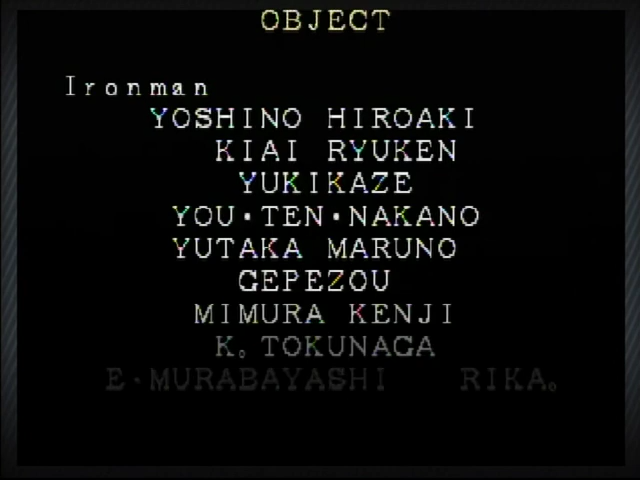 OBJECT
Ironman
YOSHINO HIROAKI
KIAI RYUKEN
YUKIKAZE
YOU・TEN・NAKANO
YUTAKA MARUNO
GEPEZOU
MIMURA KENJI
K。TOKUNAGA
E・MURABAYASHI RIKA。